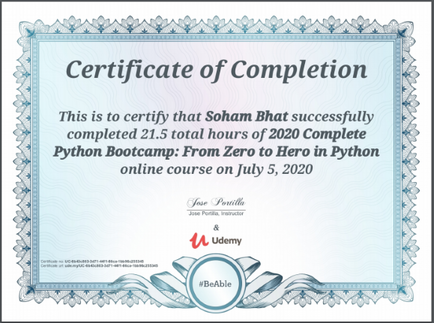 Certificate of Completion
This is to certify that Soham Bhat successfully
completed 21.5 total hours of 2020 Complete
Python Bootcamp: From Zero to Hero in Python
online course on July 5, 2020
Jose Portilla
Jose Portilla, Instructor
&
Udemy
Certificate no:
Certificate url:
#BeAble